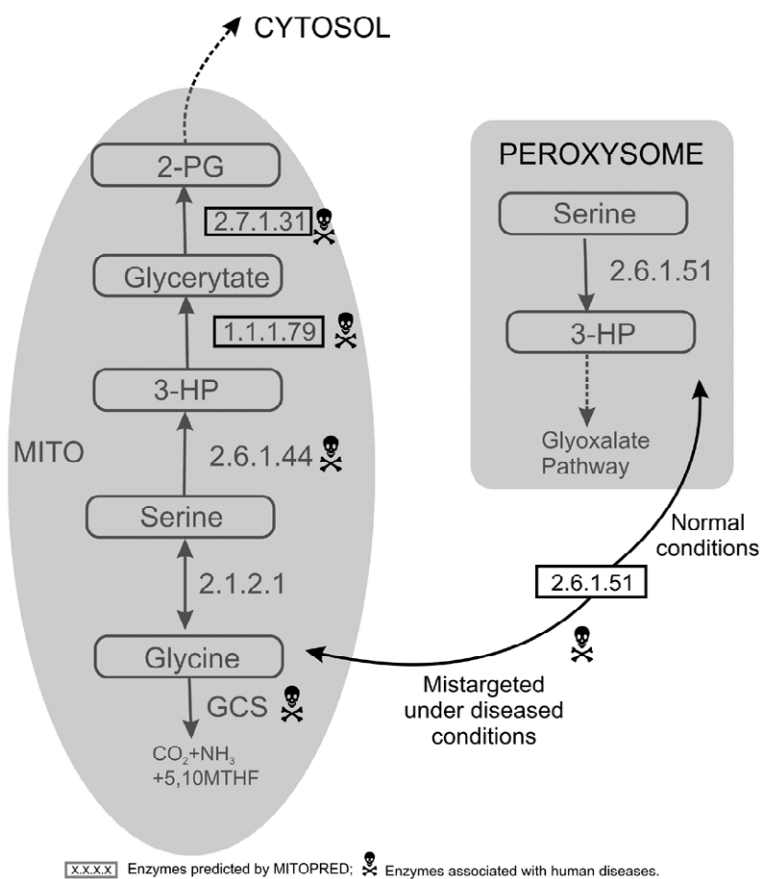 CYTOSOL
2-PG
2.7.1.31
Glycerytate
1.1.1.79
3-HP
MITO
2.6.1.44
Serine
2.1.2.1
Glycine
GCS
CO2+NH3
+5,10MTHF
PEROXYSOME
Serine
2.6.1.51
3-HP
Glyoxalate
Pathway
Normal
conditions
2.6.1.51
Mistargeted
under diseased
conditions
X.X.X.X Enzymes predicted by MITOPRED; Enzymes associated with human diseases.